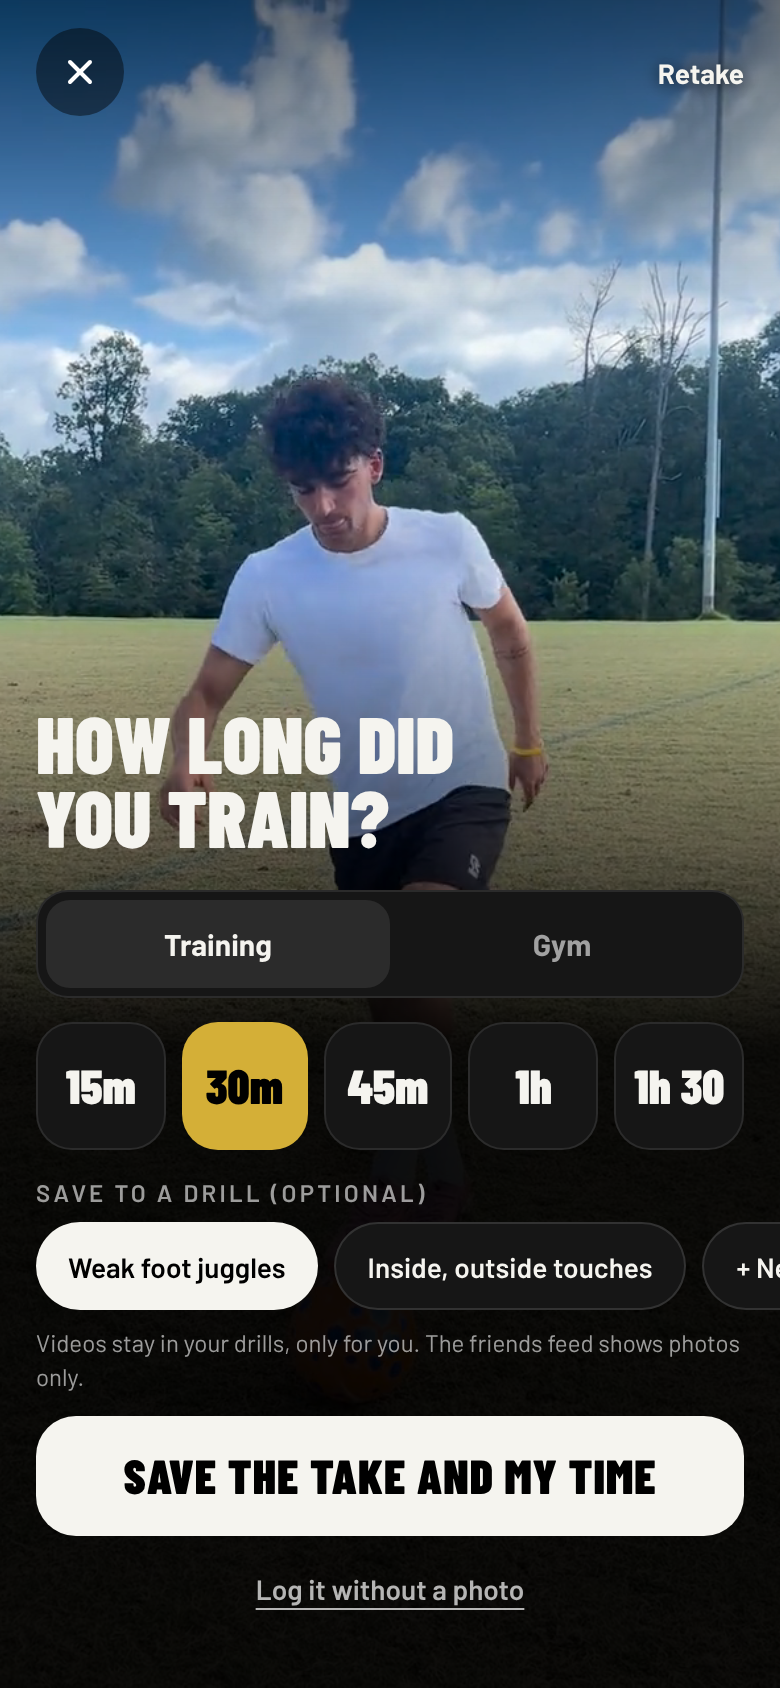 Retake
HOW LONG DID
YOU TRAIN?
Training
Gym
15m
30m
45m
1h
1h 30
SAVE TO A DRILL (OPTIONAL)
Weak foot juggles
Inside, outside touches
+ Ne
Videos stay in your drills, only for you. The friends feed shows photos
only.
SAVE THE TAKE AND MY TIME
Log it without a photo